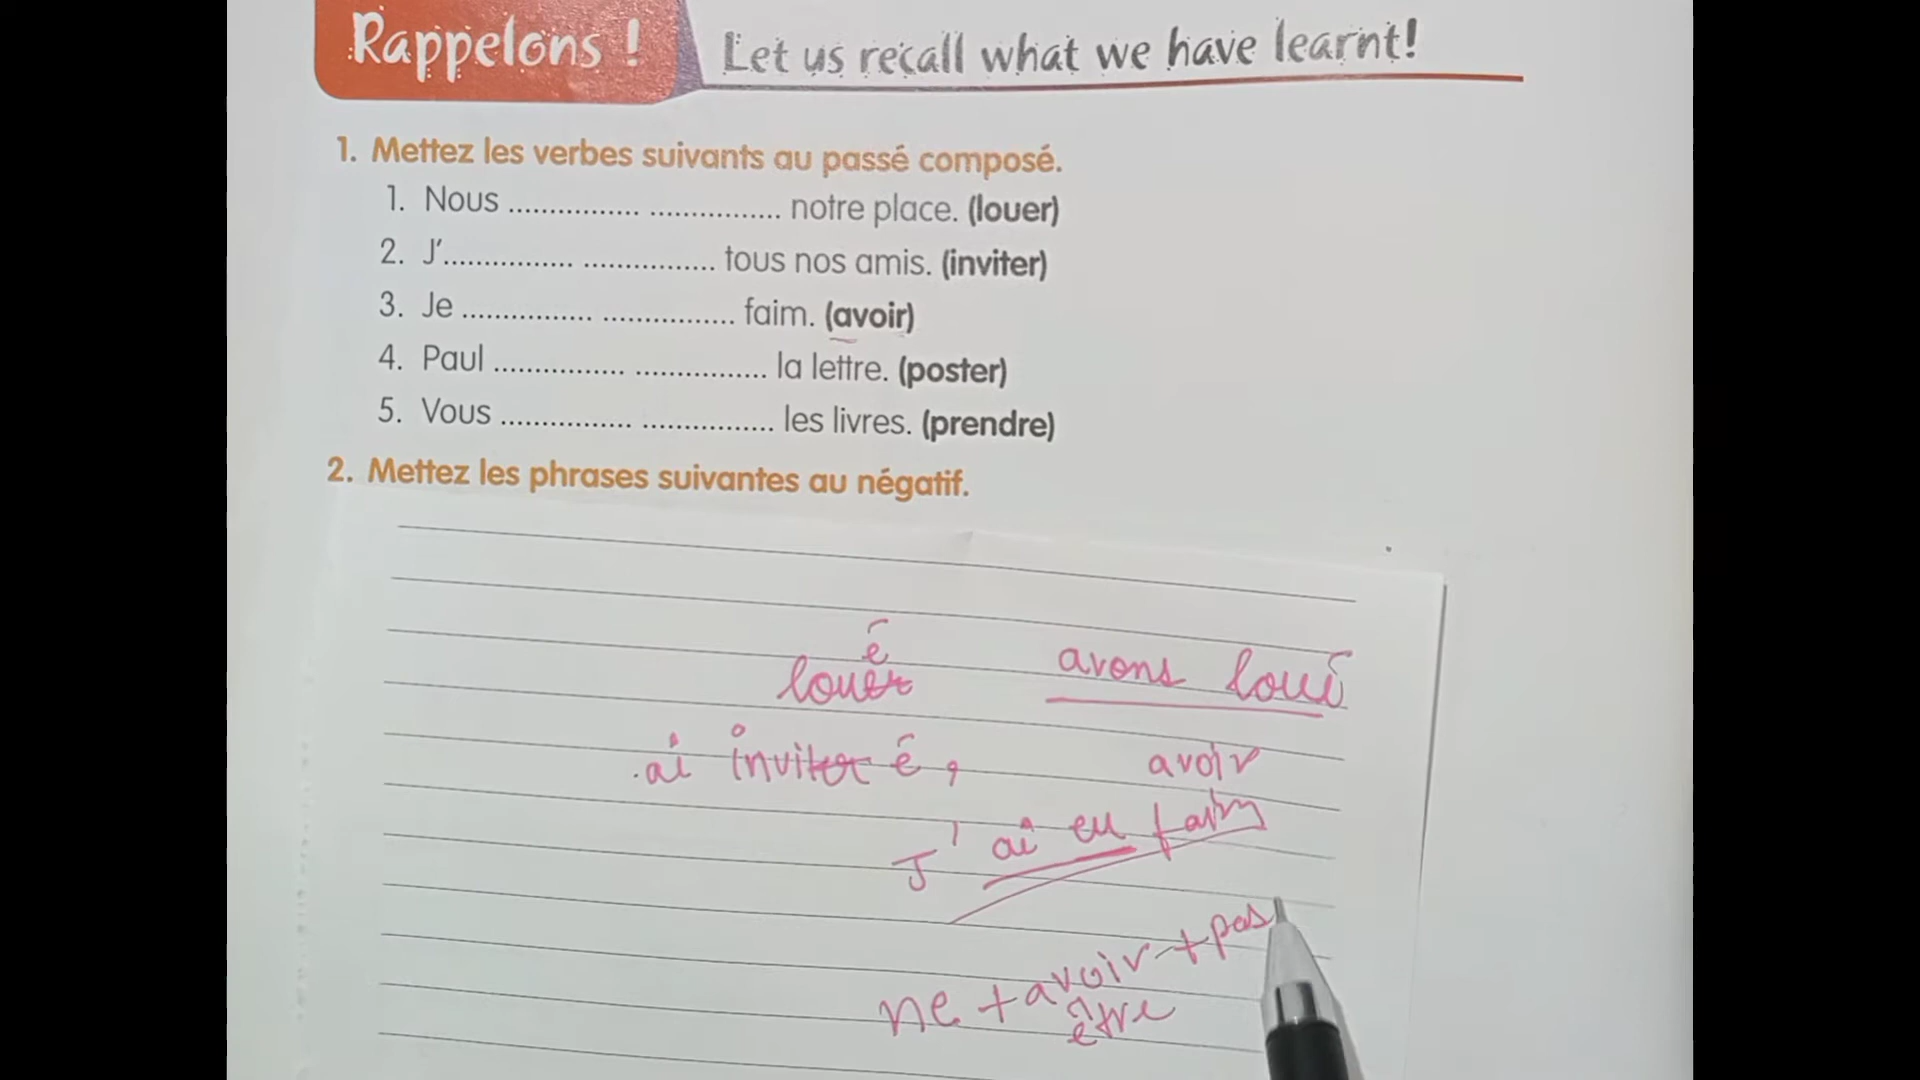 Rappelons ! Let us recall what we have learnt!
1. Mettez les verbes suivants au passé composé.
1. Nous ................ ................ notre place. (louer)
2. J'................ ................ tous nos amis. (inviter)
3. Je ................ ................ faim. (avoir)
4. Paul ................ ................ la lettre. (poster)
5. Vous ................ ................ les livres. (prendre)
2. Mettez les phrases suivantes au négatif.
é
louer avons loué
ai inviter é, avoir
J'ai eu faim
ne + avoir + pas
être